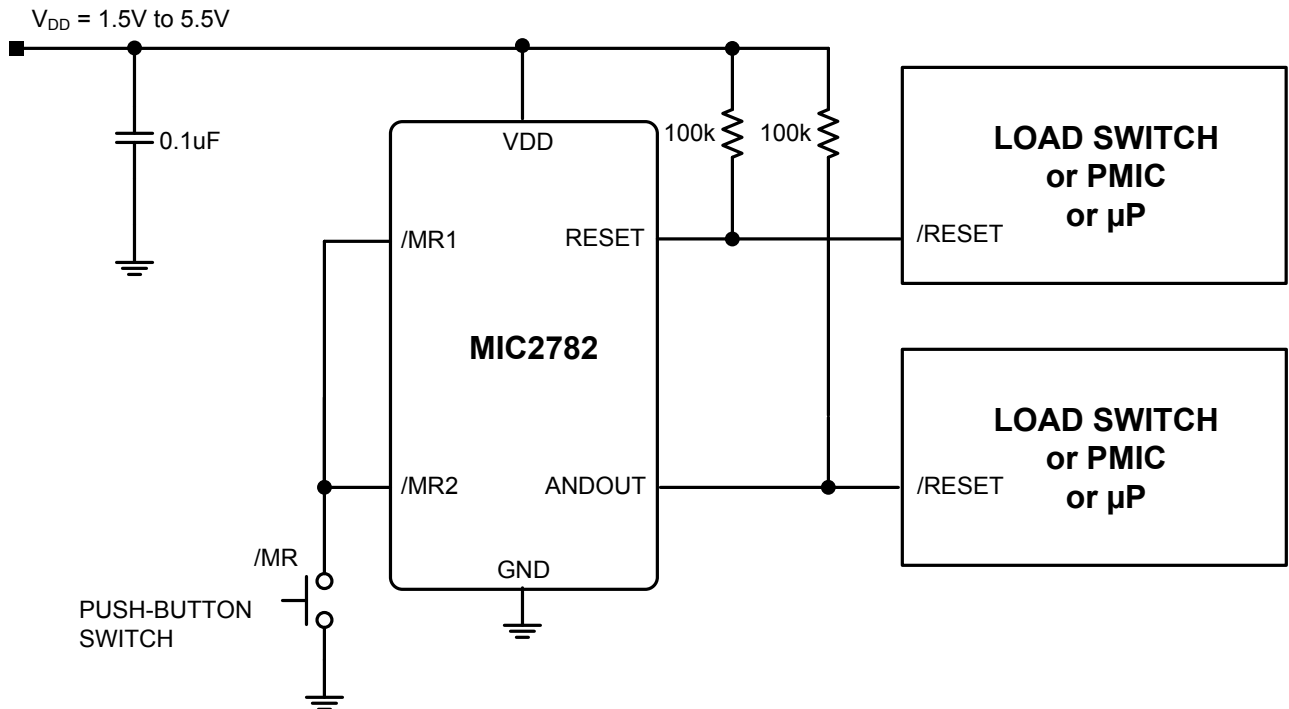 V_DD = 1.5V to 5.5V
0.1uF
VDD
100k
100k
LOAD SWITCH
or PMIC
or µP
/MR1
RESET
/RESET
MIC2782
LOAD SWITCH
or PMIC
or µP
/MR2
ANDOUT
/RESET
/MR
GND
PUSH-BUTTON
SWITCH